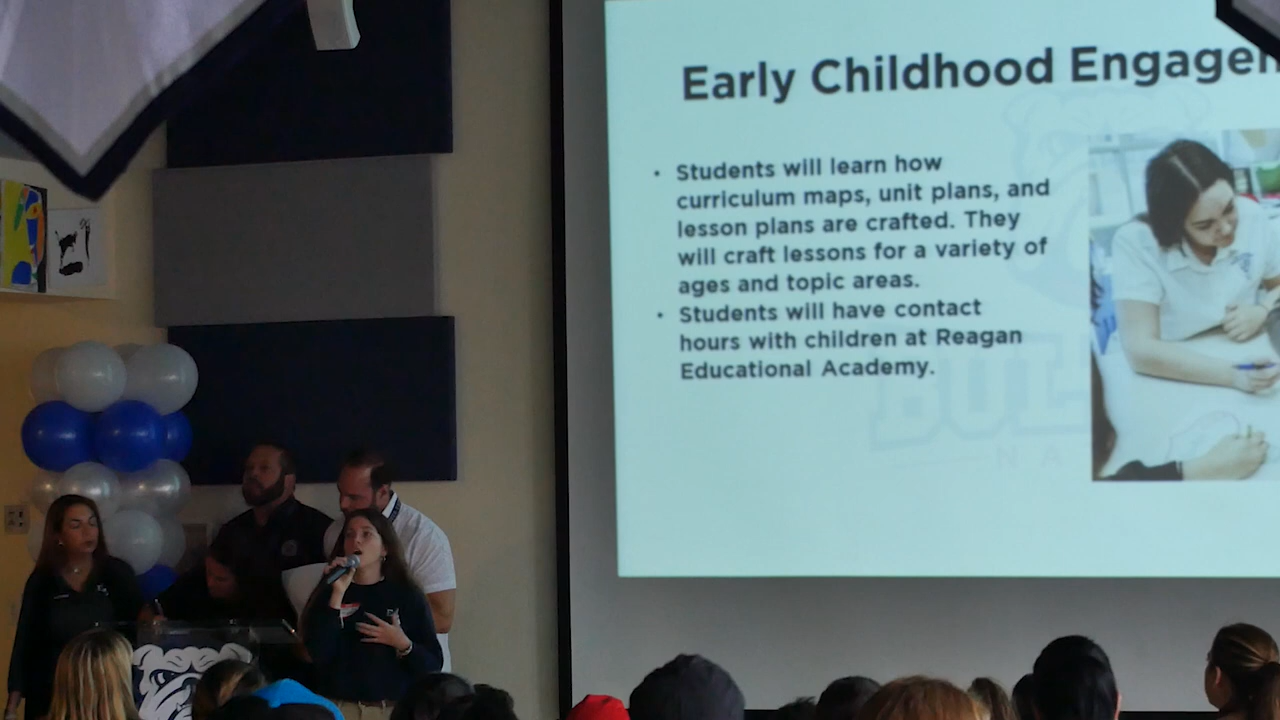 Early Childhood
• Students will learn how
curriculum maps, unit plans, and
lesson plans are crafted. They
will craft lessons for a variety of
ages and topic areas.
• Students will have contact
hours with children at Reagan
Educational Academy.